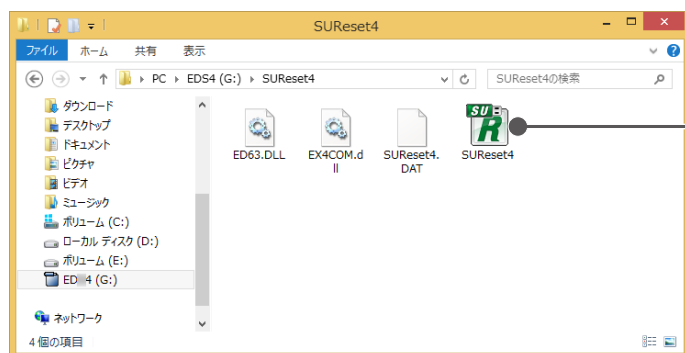 SUReset4
ファイル ホーム 共有 表示
PC EDS4 (G:) SUReset4 SUReset4の検索
ダウンロード
デスクトップ
ドキュメント
ピクチャ
ビデオ
ミュージック
ボリューム (C:)
ローカル ディスク (D:)
ボリューム (E:)
ED 4 (G:)
ネットワーク
ED63.DLL
EX4COM.d
ll
SUReset4.
DAT
SU
R
SUReset4
4 個の項目